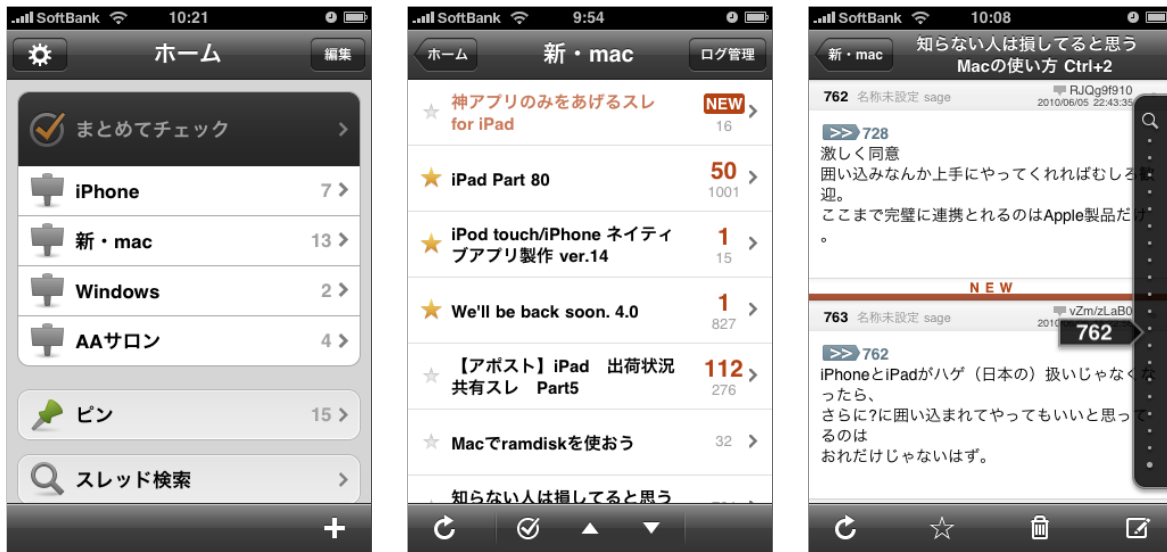 SoftBank 10:21
ホーム
編集
まとめてチェック
iPhone 7
新・mac 13
Windows 2
AAサロン 4
ピン 15
スレッド検索
SoftBank 9:54
ホーム
新・mac
ログ管理
神アプリのみをあげるスレ
for iPad
NEW
16
iPad Part 80
50
1001
iPod touch/iPhone ネイティ
ブアプリ製作 ver.14
1
15
We'll be back soon. 4.0
1
827
【アポスト】iPad 出荷状況
共有スレ Part5
112
276
Macでramdiskを使おう 32
知らない人は損してると思う
SoftBank 10:08
新・mac
知らない人は損してると思う
Macの使い方 Ctrl+2
762 名称未設定 sage
RJQg9f910
2010/06/05 22:43:35
>> 728
激しく同意
囲い込みなんか上手にやってくれればむしろ歓
迎。
ここまで完璧に連携とれるのはApple製品だけ
。
NEW
763 名称未設定 sage
vZm/zLaB0
762
>> 762
iPhoneとiPadがハゲ（日本の）扱いじゃなくな
ったら、
さらに?に囲い込まれてやってもいいと思って
るのは
おれだけじゃないはず。